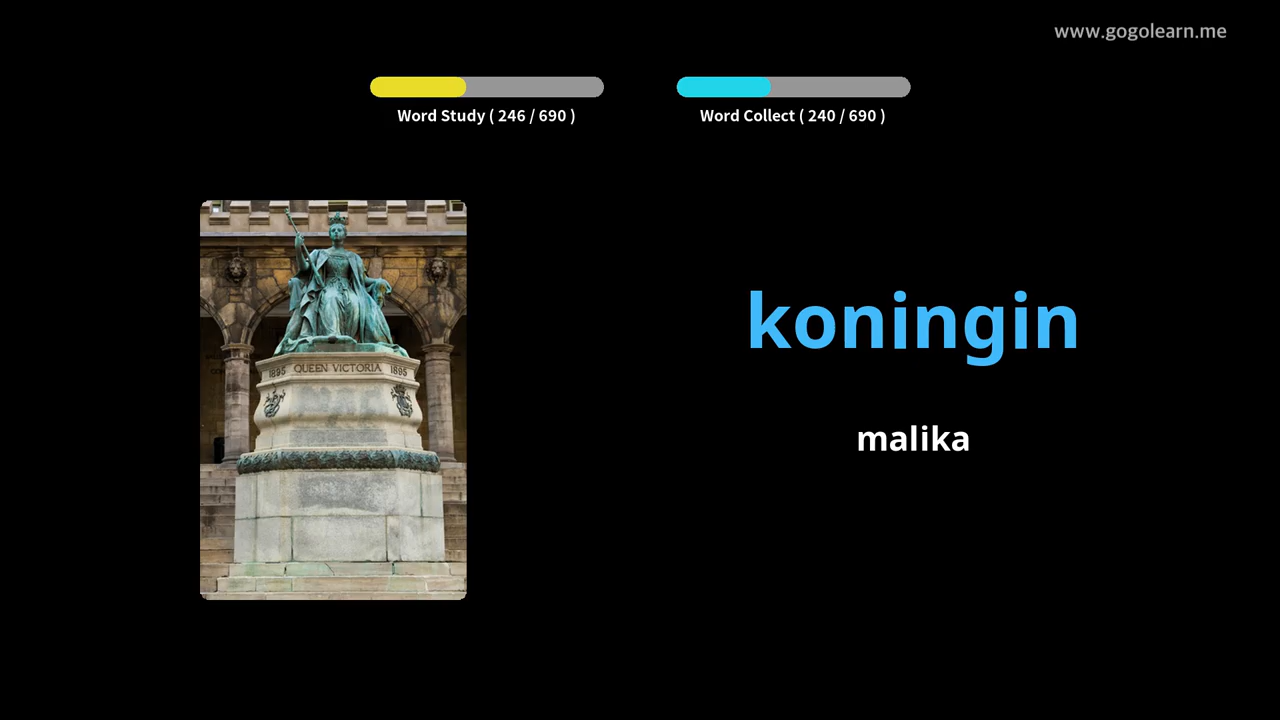 www.gogolearn.me
Word Study ( 246 / 690 )
Word Collect ( 240 / 690 )
1895 QUEEN VICTORIA 1895
koningin
malika